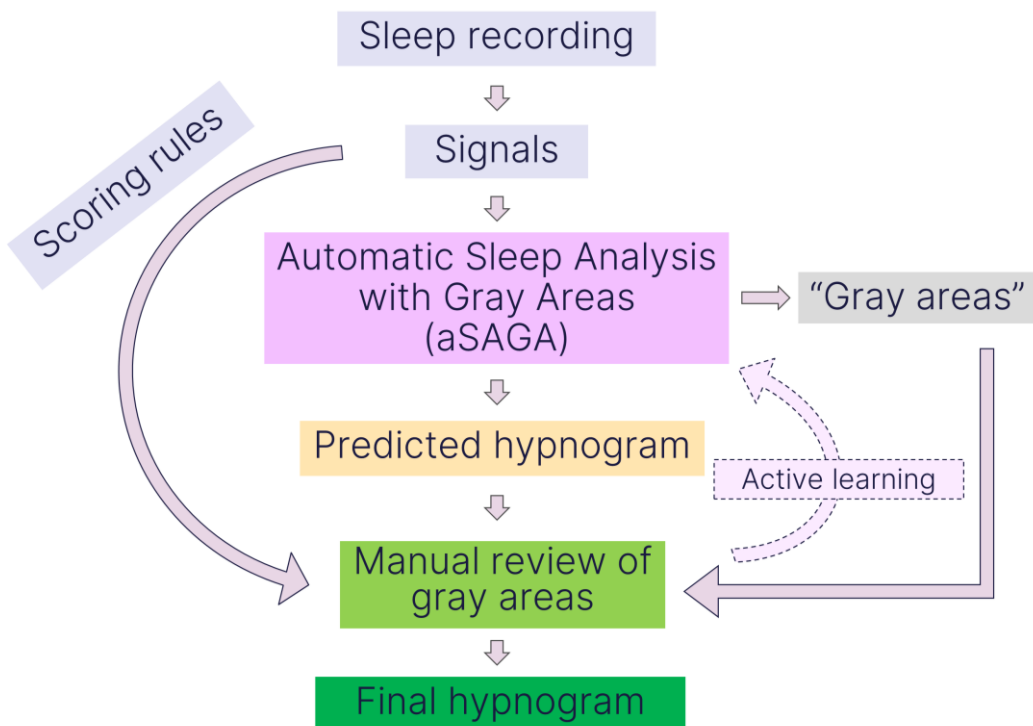 Sleep recording
Scoring rules
Signals
Automatic Sleep Analysis
with Gray Areas
(aSAGA)
“Gray areas”
Predicted hypnogram
Active learning
Manual review of
gray areas
Final hypnogram